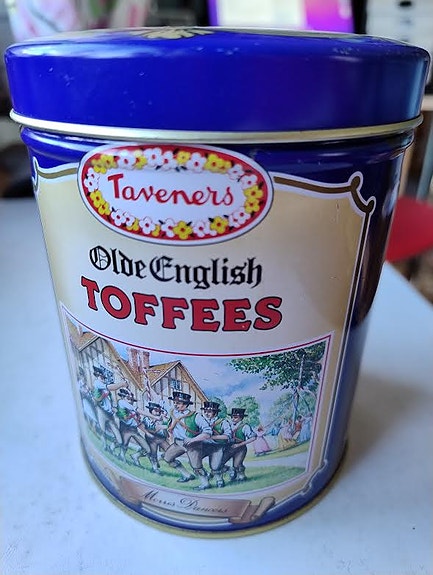 Taveners
Olde English
TOFFEES
Morris Dancers